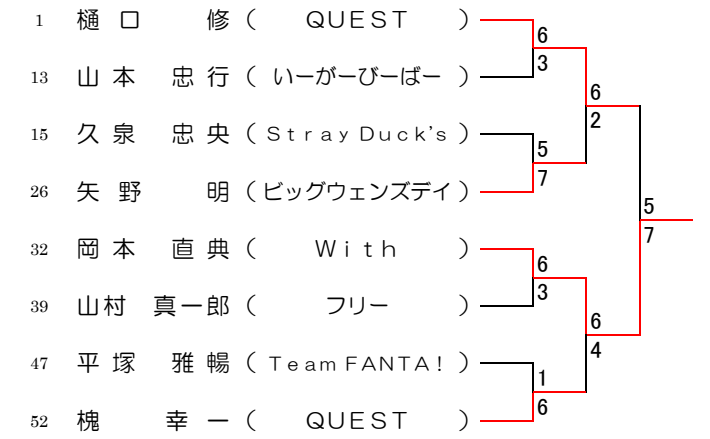 1 樋口 修 ( QUEST )
6
13 山本 忠行 ( いーがーびーばー )
3
6
15 久泉 忠央 ( Stray Duck's )
2
5
26 矢野 明 ( ビッグウェンズデイ )
7
5
32 岡本 直典 ( With )
7
6
39 山村 真一郎 ( フリー )
3
6
47 平塚 雅暢 ( Team FANTA! )
4
1
52 槐 幸一 ( QUEST )
6